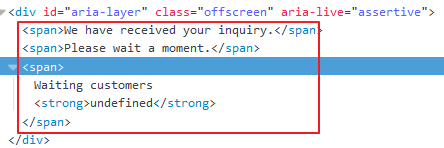 <div id="aria-layer" class="offscreen" aria-live="assertive">
<span>We have received your inquiry.</span>
<span>Please wait a moment.</span>
<span>
Waiting customers
<strong>undefined</strong>
</span>
</div>